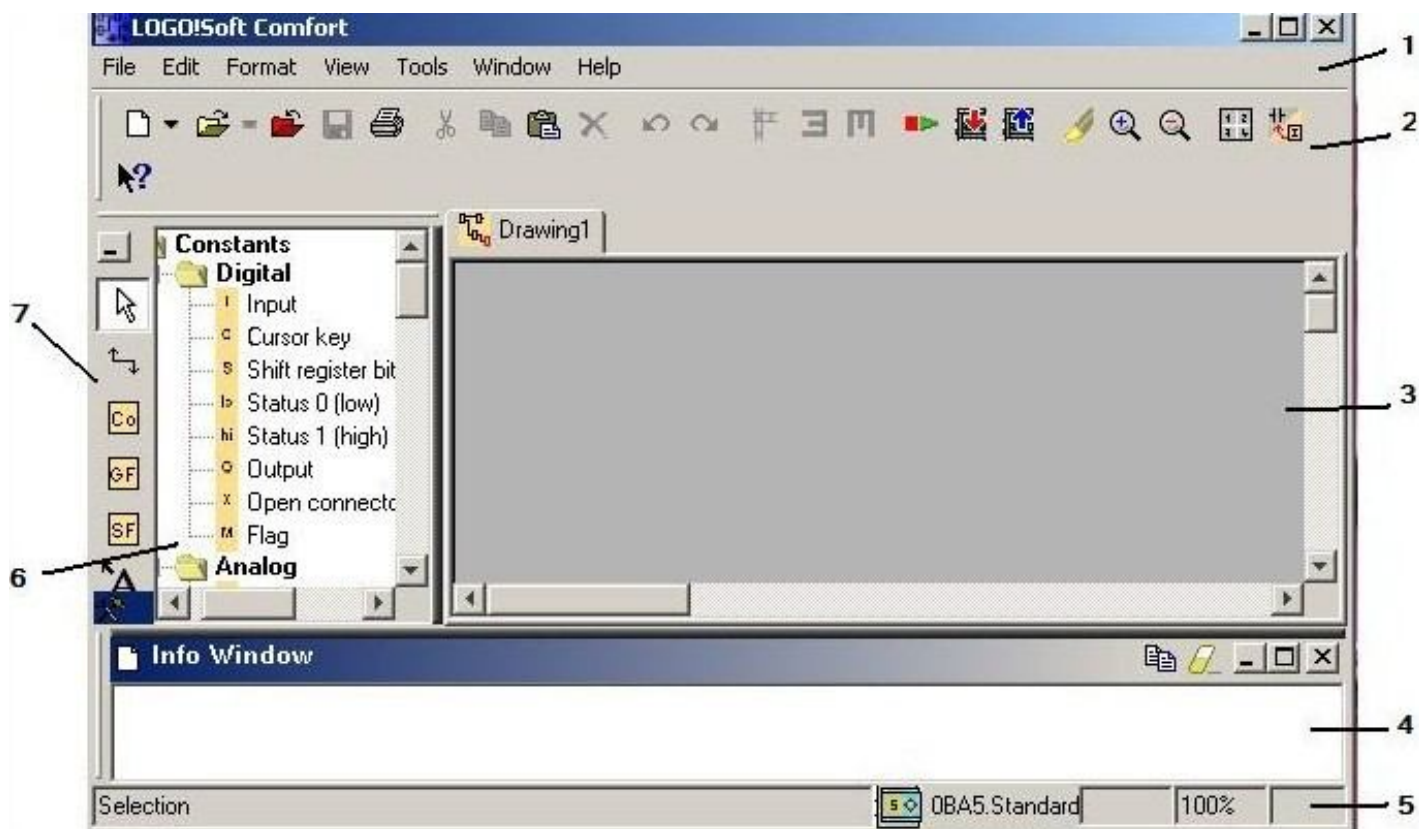 LOGO!Soft Comfort
1
File Edit Format View Tools Window Help
2
Drawing1
Constants
Digital
Input
7
Cursor key
Shift register bit
3
Status 0 (low)
Co
Status 1 (high)
GF
Output
Open connecto
SF
Flag
6
Analog
A
Info Window
4
Selection
0BA5.Standard
100%
5